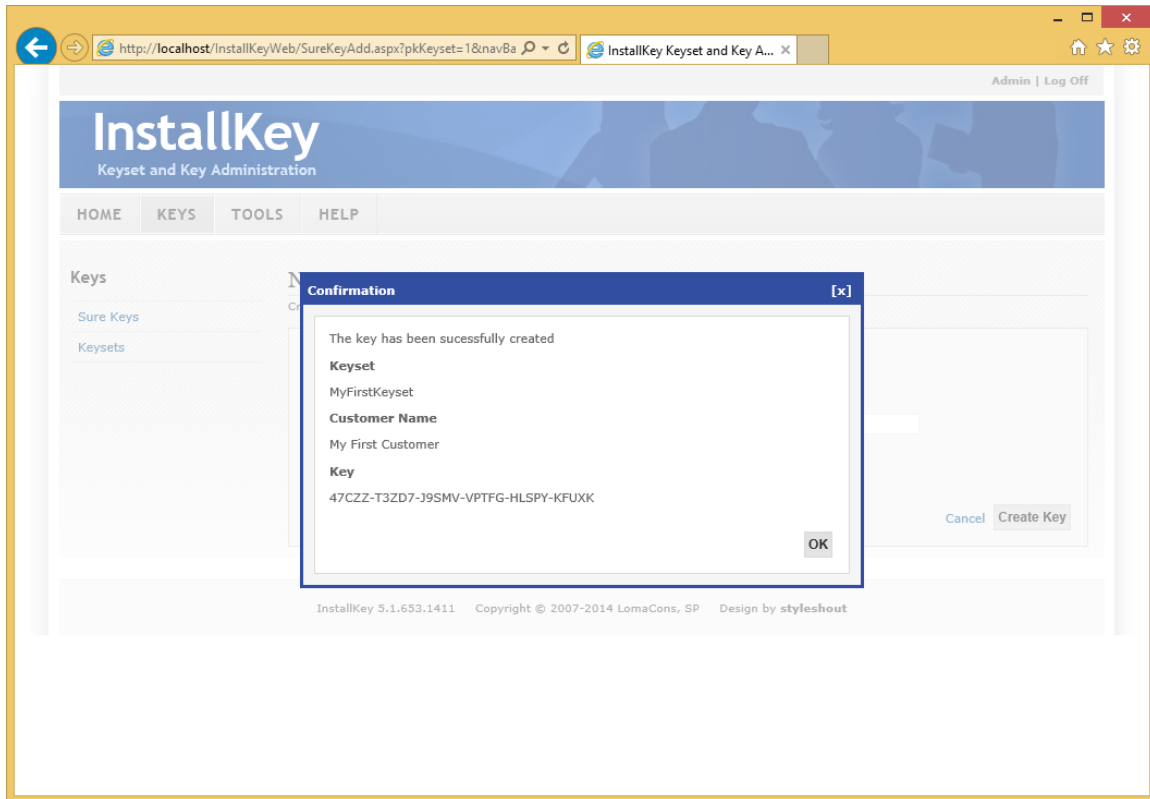 http://localhost/InstallKeyWeb/SureKeyAdd.aspx?pkKeyset=1&navBa
InstallKey Keyset and Key A...
Admin | Log Off
InstallKey
Keyset and Key Administration
HOME KEYS TOOLS HELP
Keys
Sure Keys
Keysets
Confirmation [x]
The key has been sucessfully created
Keyset
MyFirstKeyset
Customer Name
My First Customer
Key
47CZZ-T3ZD7-J9SMV-VPTFG-HLSPY-KFUXK
OK
Cancel Create Key
InstallKey 5.1.653.1411 Copyright © 2007-2014 LomaCons, SP Design by styleshout